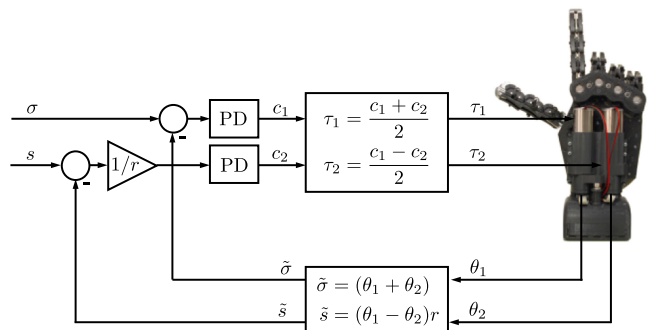 σ
s
-
-
1/r
PD
PD
c₁
c₂
τ₁ = (c₁ + c₂)/2
τ₂ = (c₁ − c₂)/2
τ₁
τ₂
σ̃
s̃
σ̃ = (θ₁ + θ₂)
s̃ = (θ₁ − θ₂)r
θ₁
θ₂